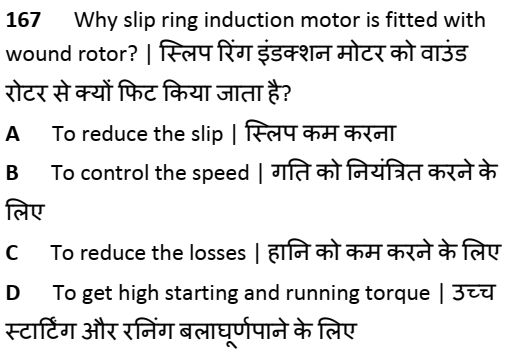 167 Why slip ring induction motor is fitted with
wound rotor? | स्लिप रिंग इंडक्शन मोटर को वाउंड
रोटर से क्यों फिट किया जाता है?
A To reduce the slip | स्लिप कम करना
B To control the speed | गति को नियंत्रित करने के
लिए
C To reduce the losses | हानि को कम करने के लिए
D To get high starting and running torque | उच्च
स्टार्टिंग और रनिंग बलाघूर्णपाने के लिए